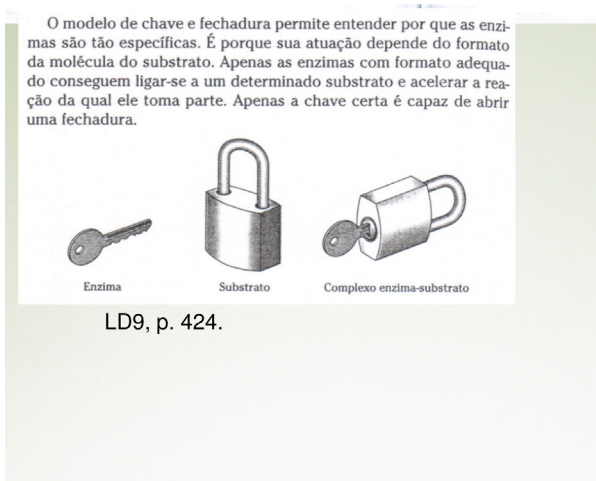 O modelo de chave e fechadura permite entender por que as enzi-
mas são tão específicas. É porque sua atuação depende do formato
da molécula do substrato. Apenas as enzimas com formato adequa-
do conseguem ligar-se a um determinado substrato e acelerar a rea-
ção da qual ele toma parte. Apenas a chave certa é capaz de abrir
uma fechadura.
Enzima
Substrato
Complexo enzima-substrato
LD9, p. 424.